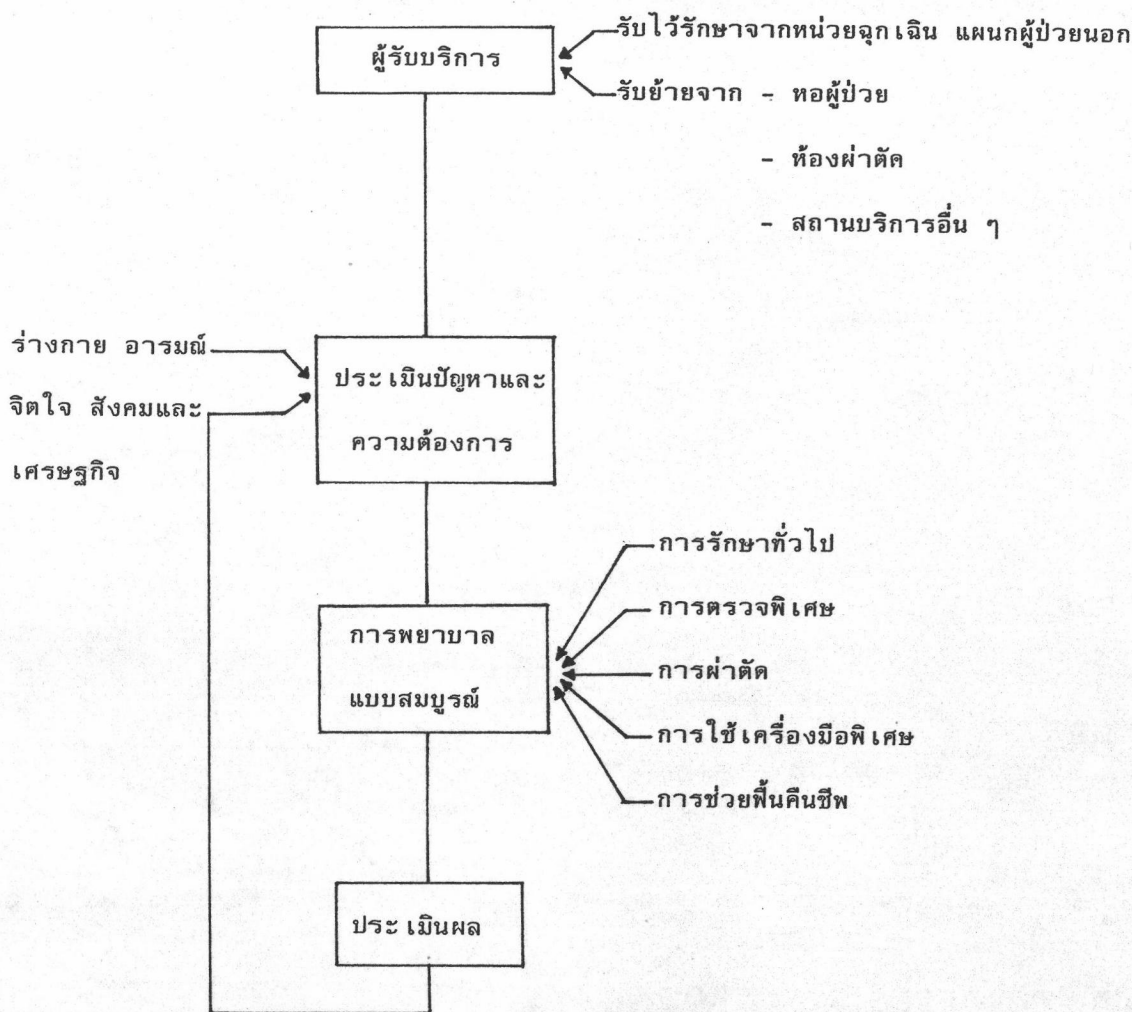 ผู้รับบริการ
รับไว้รักษาจากหน่วยฉุกเฉิน แผนกผู้ป่วยนอก
รับย้ายจาก - หอผู้ป่วย
- ห้องผ่าตัด
- สถานบริการอื่น ๆ
ร่างกาย อารมณ์
จิตใจ สังคมและ
เศรษฐกิจ
ประเมินปัญหาและ
ความต้องการ
การพยาบาล
แบบสมบูรณ์
การรักษาทั่วไป
การตรวจพิเศษ
การผ่าตัด
การใช้เครื่องมือพิเศษ
การช่วยฟื้นคืนชีพ
ประเมินผล